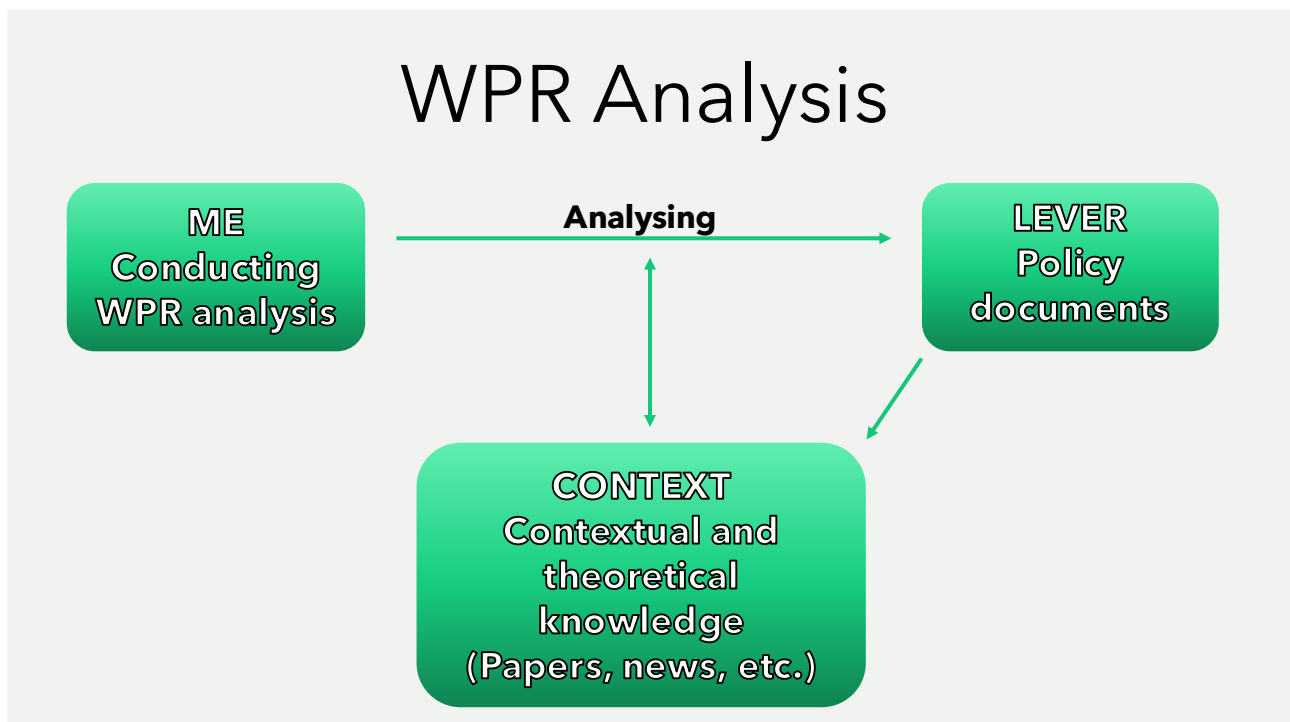 WPR Analysis
ME
Conducting
WPR analysis
Analysing
LEVER
Policy
documents
CONTEXT
Contextual and
theoretical
knowledge
(Papers, news, etc.)